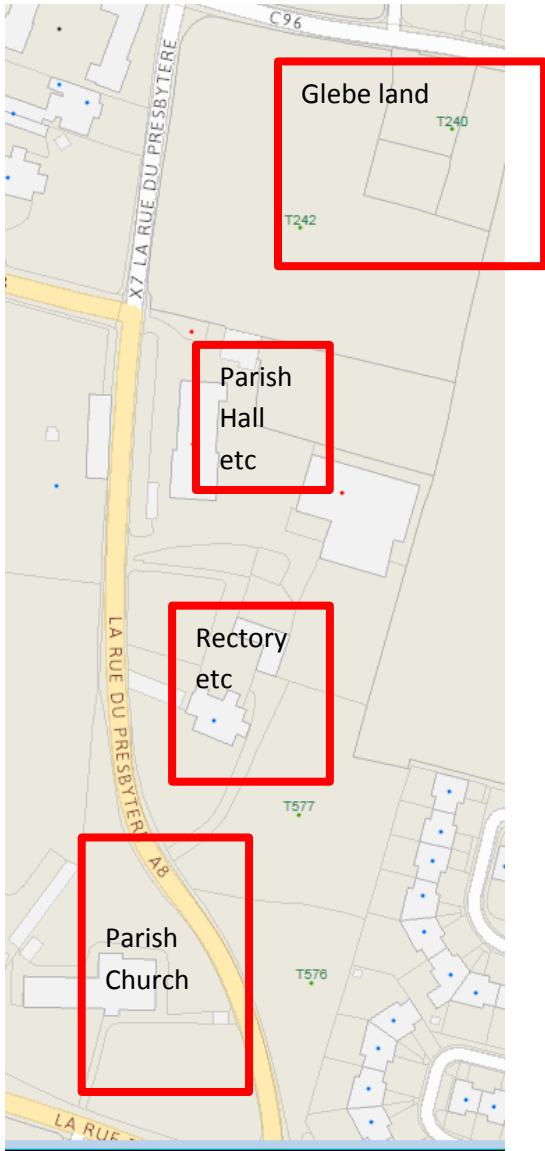 C96
Glebe land
T240
T242
X7 LA RUE DU PRESBYTERE
Parish
Hall
etc
Rectory
etc
LA RUE DU PRESBYTERE A8
T577
Parish
Church
T576
LA RUE